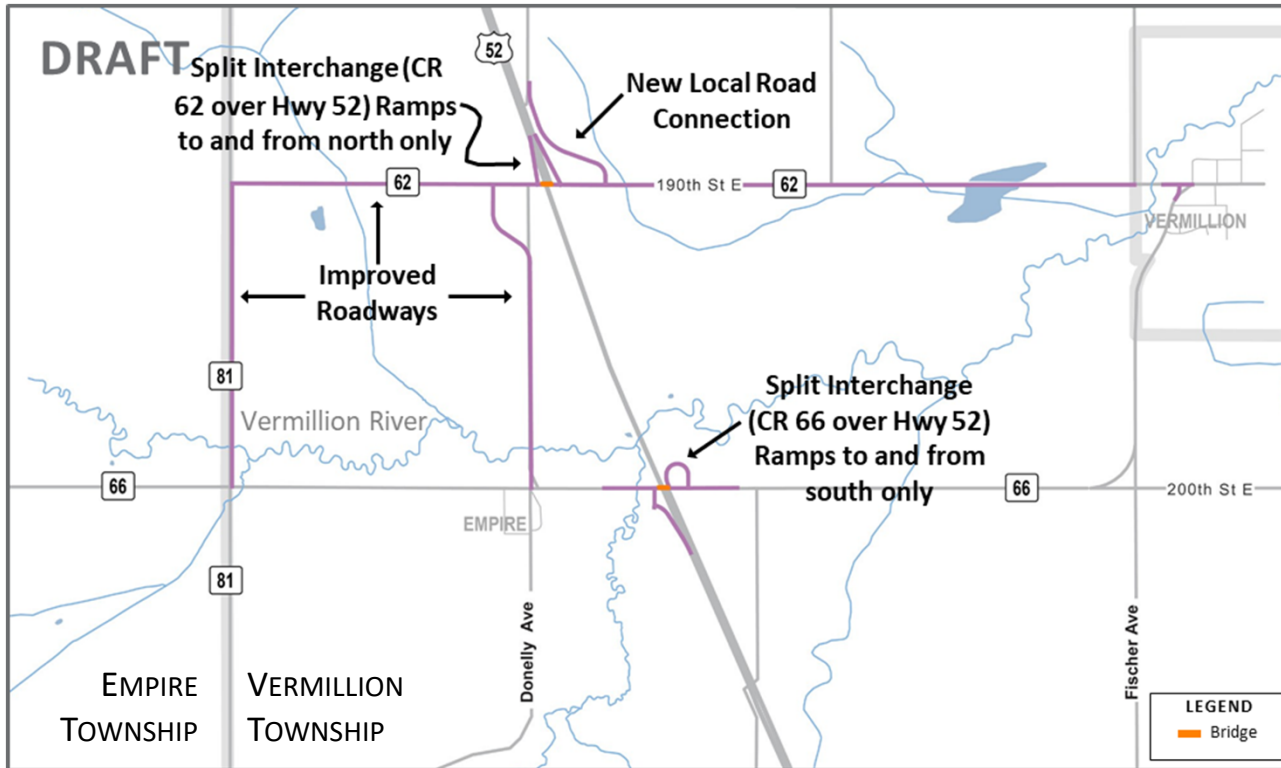 DRAFT
52
Split Interchange (CR
62 over Hwy 52) Ramps
to and from north only
New Local Road
Connection
62
190th St E
62
VERMILLION
Improved
Roadways
81
Vermillion River
Split Interchange
(CR 66 over Hwy 52)
Ramps to and from
south only
66
66
200th St E
EMPIRE
81
Donelly Ave
Fischer Ave
EMPIRE
TOWNSHIP
VERMILLION
TOWNSHIP
LEGEND
Bridge